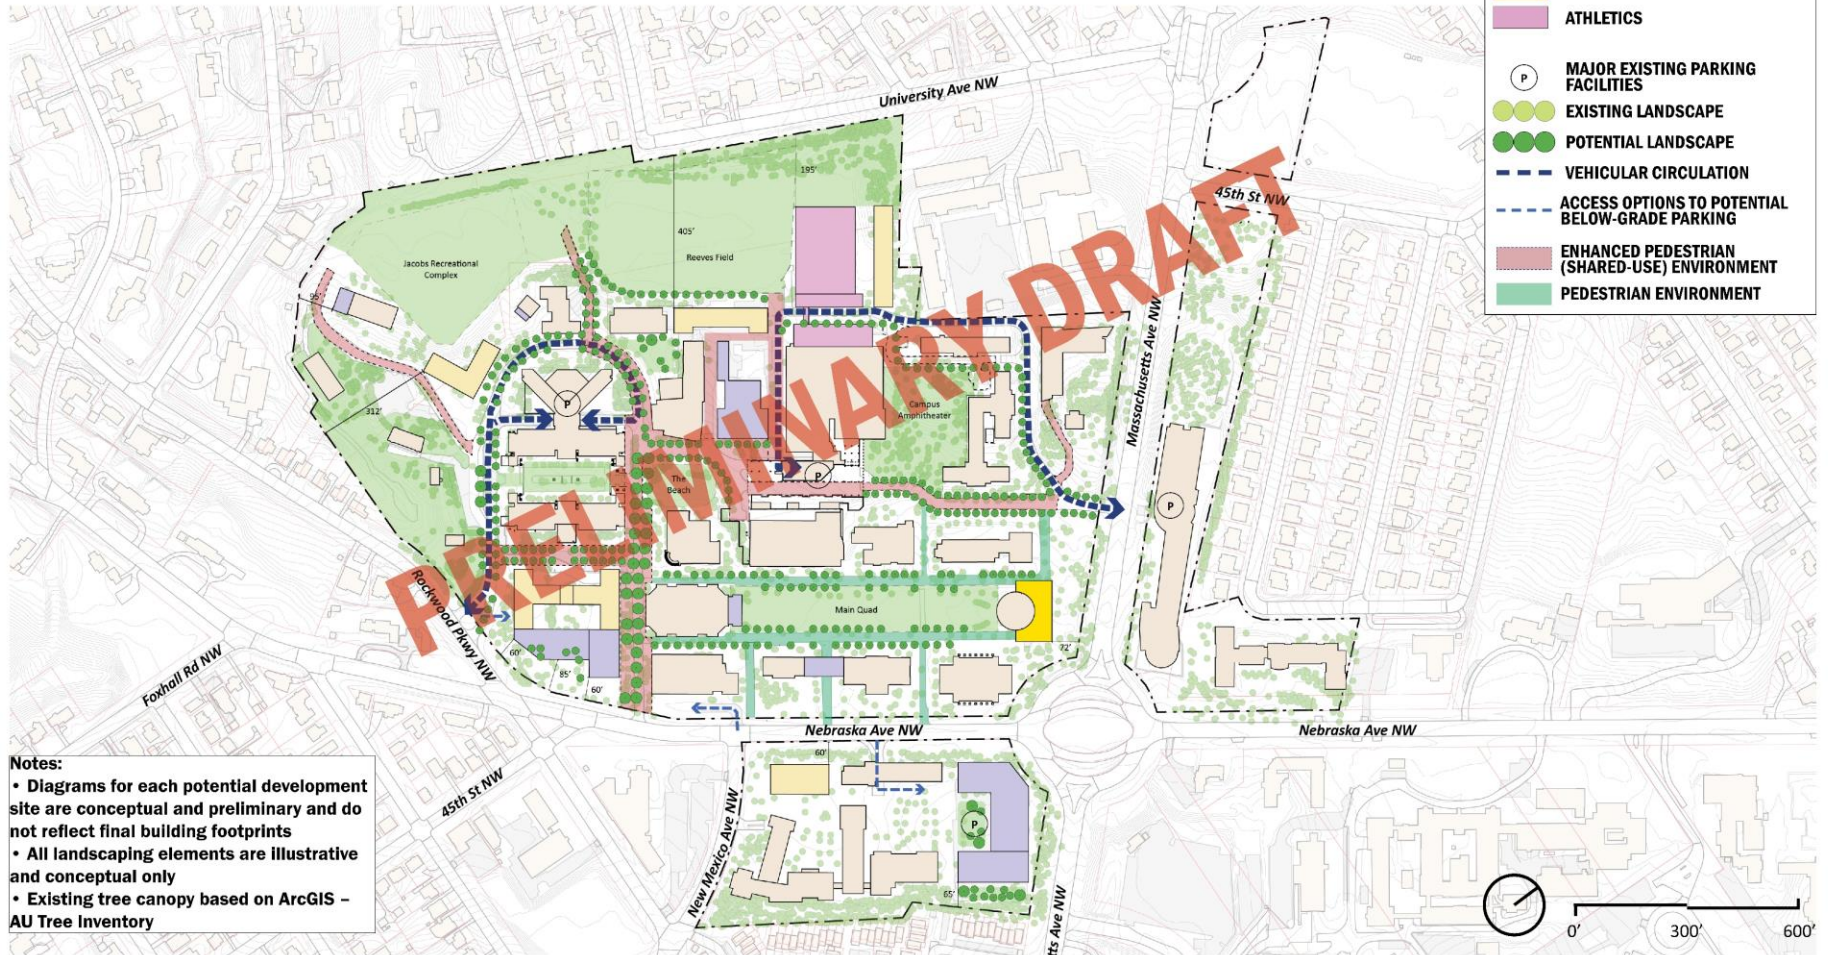 ATHLETICS
P
MAJOR EXISTING PARKING
FACILITIES
EXISTING LANDSCAPE
POTENTIAL LANDSCAPE
VEHICULAR CIRCULATION
ACCESS OPTIONS TO POTENTIAL
BELOW-GRADE PARKING
ENHANCED PEDESTRIAN
(SHARED-USE) ENVIRONMENT
PEDESTRIAN ENVIRONMENT
University Ave NW
195'
45th St NW
405'
Reeves Field
Jacobs Recreational
Complex
95'
PRELIMINARY DRAFT
Massachusetts Ave NW
P
312'
Campus
Amphitheater
The
Beach
P
P
Rockwood Pkwy NW
Main Quad
72'
60'
85'
60'
Foxhall Rd NW
Nebraska Ave NW
Nebraska Ave NW
60'
45th St NW
New Mexico Ave NW
P
65'
tts Ave NW
Notes:
• Diagrams for each potential development
site are conceptual and preliminary and do
not reflect final building footprints
• All landscaping elements are illustrative
and conceptual only
• Existing tree canopy based on ArcGIS –
AU Tree Inventory
0' 300' 600'